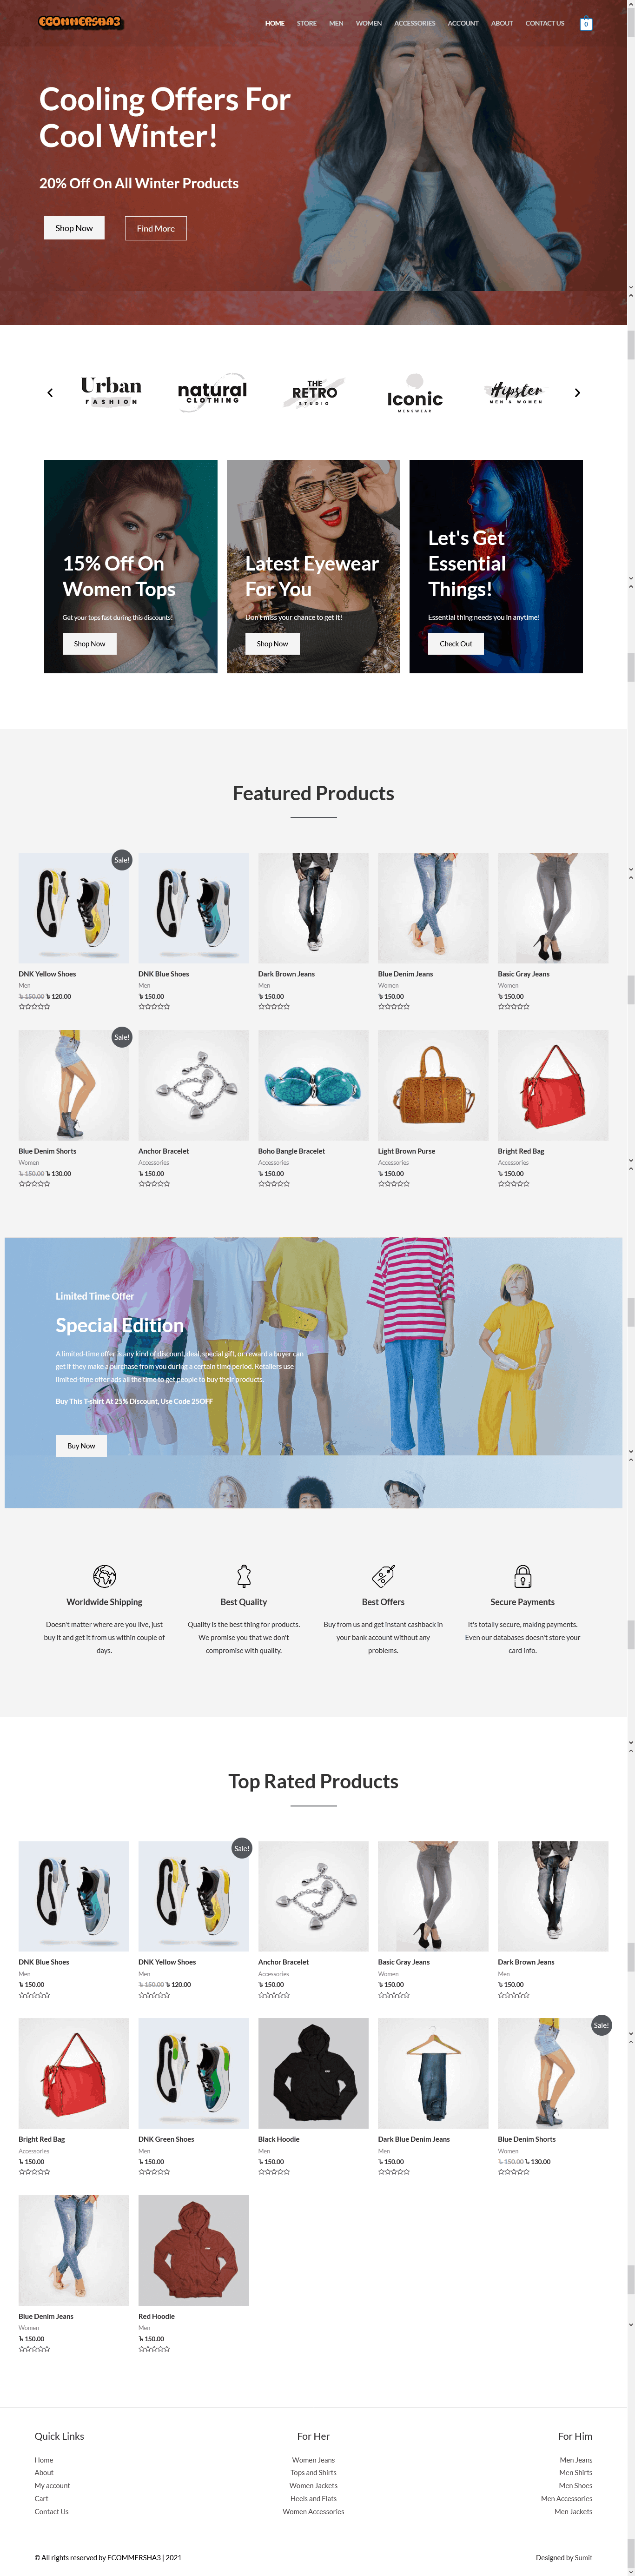 ECOMMERSHA3
HOME STORE MEN WOMEN ACCESSORIES ACCOUNT ABOUT CONTACT US 0
Cooling Offers For
Cool Winter!
20% Off On All Winter Products
Shop Now Find More
Urban
FASHION
natural
CLOTHING
THE
RETRO
STUDIO
Iconic
MENSWEAR
Hipster
MEN & WOMEN
15% Off On
Women Tops
Get your tops fast during this discounts!
Shop Now
Latest Eyewear
For You
Don't miss your chance to get it!
Shop Now
Let's Get
Essential
Things!
Essential thing needs you in anytime!
Check Out
Featured Products
Sale!
DNK Yellow Shoes
Men
৳ 150.00 ৳ 120.00
DNK Blue Shoes
Men
৳ 150.00
Dark Brown Jeans
Men
৳ 150.00
Blue Denim Jeans
Women
৳ 150.00
Basic Gray Jeans
Women
৳ 150.00
Sale!
Blue Denim Shorts
Women
৳ 150.00 ৳ 130.00
Anchor Bracelet
Accessories
৳ 150.00
Boho Bangle Bracelet
Accessories
৳ 150.00
Light Brown Purse
Accessories
৳ 150.00
Bright Red Bag
Accessories
৳ 150.00
Limited Time Offer
Special Edition
A limited-time offer is any kind of discount, deal, special gift, or reward a buyer can
get if they make a purchase from you during a certain time period. Retailers use
limited-time offer ads all the time to get people to buy their products.
Buy This T-shirt At 25% Discount, Use Code 25OFF
Buy Now
Worldwide Shipping
Doesn't matter where are you live, just
buy it and get it from us within couple of
days.
Best Quality
Quality is the best thing for products.
We promise you that we don't
compromise with quality.
Best Offers
Buy from us and get instant cashback in
your bank account without any
problems.
Secure Payments
It's totally secure, making payments.
Even our databases doesn't store your
card info.
Top Rated Products
DNK Blue Shoes
Men
৳ 150.00
Sale!
DNK Yellow Shoes
Men
৳ 150.00 ৳ 120.00
Anchor Bracelet
Accessories
৳ 150.00
Basic Gray Jeans
Women
৳ 150.00
Dark Brown Jeans
Men
৳ 150.00
Bright Red Bag
Accessories
৳ 150.00
DNK Green Shoes
Men
৳ 150.00
Black Hoodie
Men
৳ 150.00
Dark Blue Denim Jeans
Men
৳ 150.00
Sale!
Blue Denim Shorts
Women
৳ 150.00 ৳ 130.00
Blue Denim Jeans
Women
৳ 150.00
Red Hoodie
Men
৳ 150.00
Quick Links
Home
About
My account
Cart
Contact Us
For Her
Women Jeans
Tops and Shirts
Women Jackets
Heels and Flats
Women Accessories
For Him
Men Jeans
Men Shirts
Men Shoes
Men Accessories
Men Jackets
© All rights reserved by ECOMMERSHA3 | 2021
Designed by Sumit